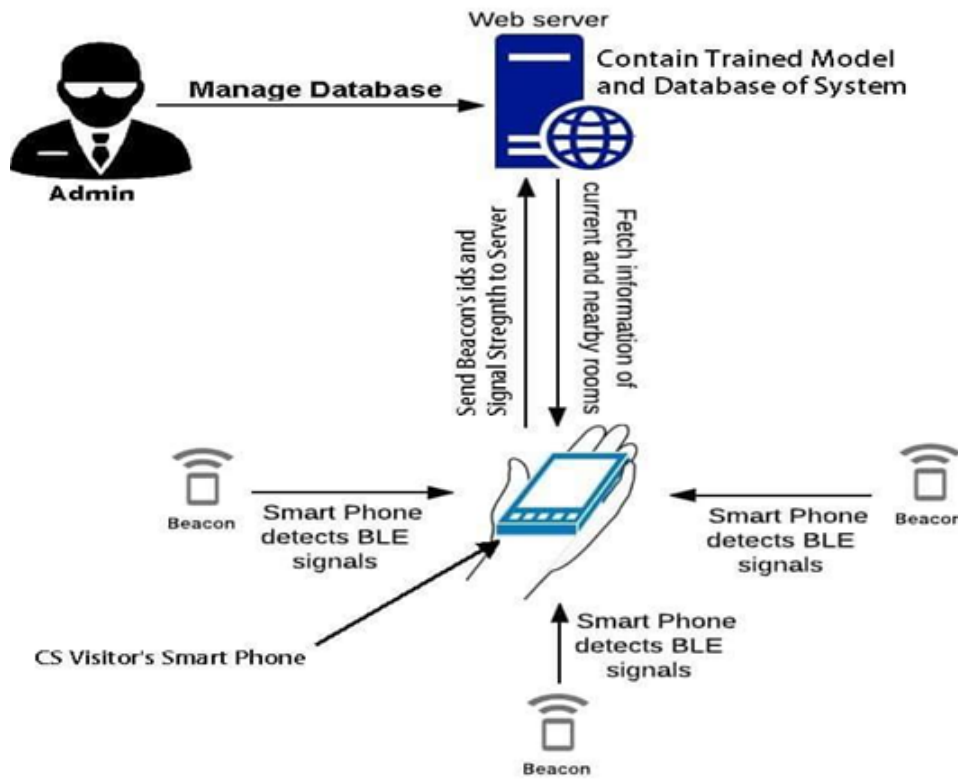 Web server
Contain Trained Model
and Database of System
Manage Database
Admin
Send Beacon's ids and
Signal Stregnth to Server
Fetch information of
current and nearby rooms
Beacon
Smart Phone
detects BLE
signals
Smart Phone
detects BLE
signals
Beacon
CS Visitor's Smart Phone
Smart Phone
detects BLE
signals
Beacon